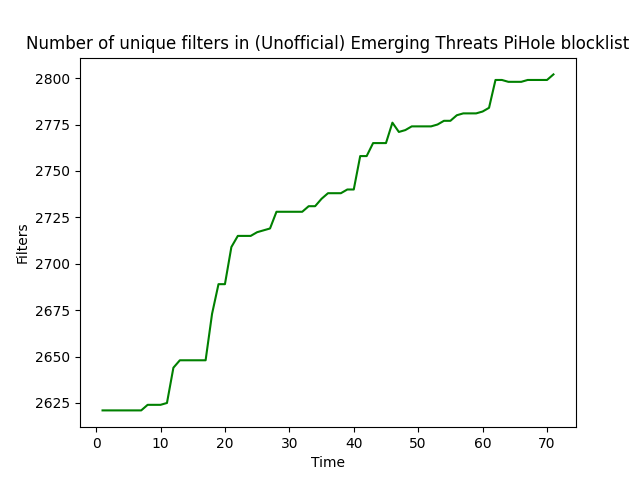 Number of unique filters in (Unofficial) Emerging Threats PiHole blocklist
2800
2775
2750
2725
2700
2675
2650
2625
Filters
0 10 20 30 40 50 60 70
Time